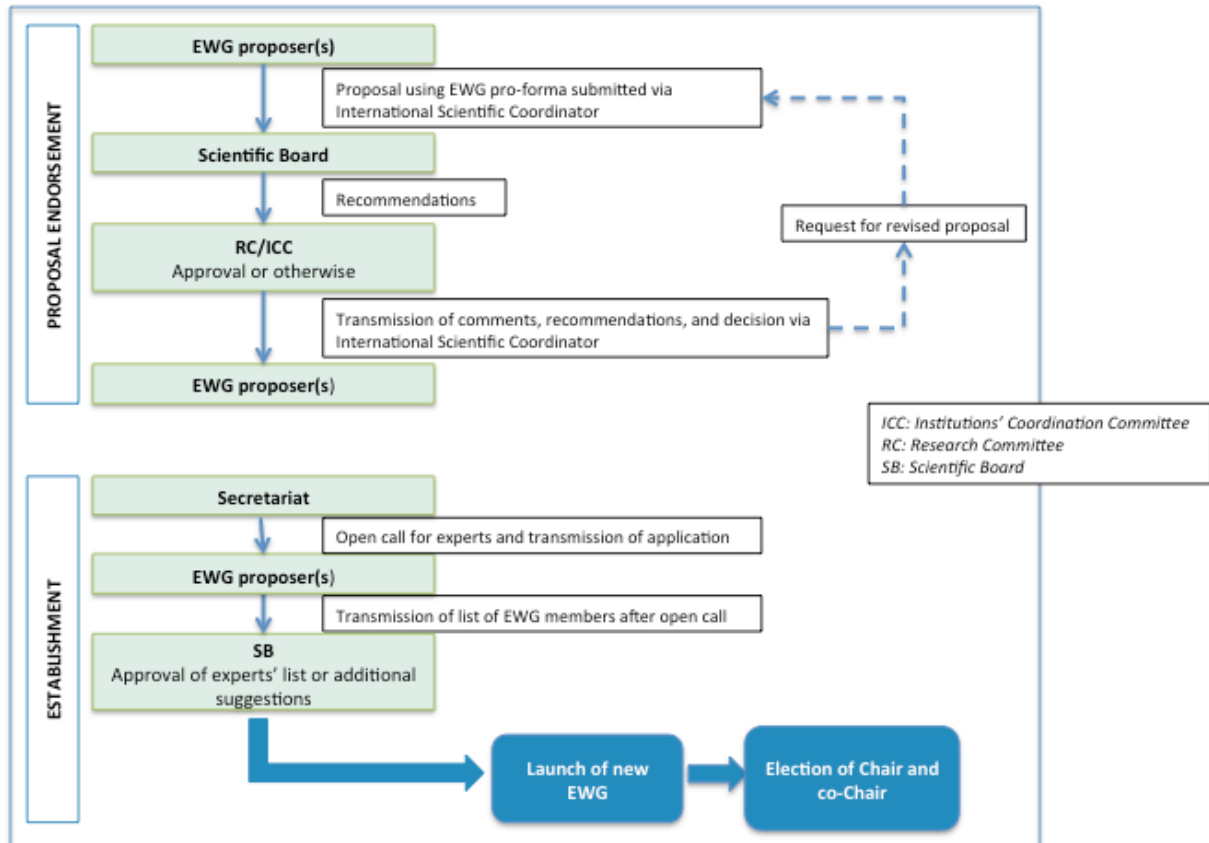 PROPOSAL ENDORSEMENT
EWG proposer(s)
Proposal using EWG pro-forma submitted via
International Scientific Coordinator
Scientific Board
Recommendations
RC/ICC
Approval or otherwise
Request for revised proposal
Transmission of comments, recommendations, and decision via
International Scientific Coordinator
EWG proposer(s)
ICC: Institutions' Coordination Committee
RC: Research Committee
SB: Scientific Board
ESTABLISHMENT
Secretariat
Open call for experts and transmission of application
EWG proposer(s)
Transmission of list of EWG members after open call
SB
Approval of experts' list or additional
suggestions
Launch of new
EWG
Election of Chair and
co-Chair